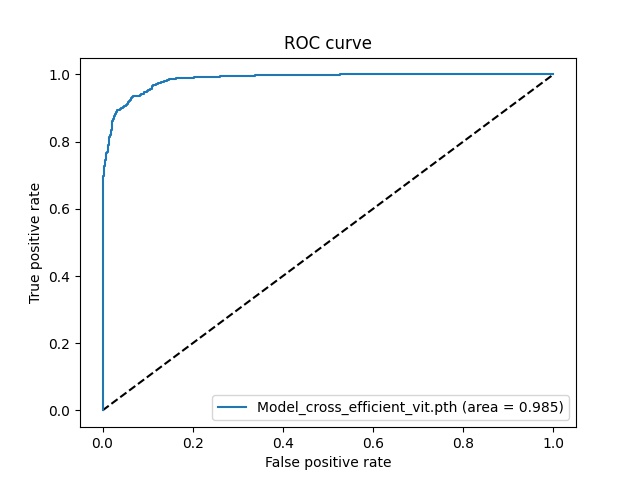 ROC curve
True positive rate
1.0
0.8
0.6
0.4
0.2
0.0
Model_cross_efficient_vit.pth (area = 0.985)
0.0 0.2 0.4 0.6 0.8 1.0
False positive rate